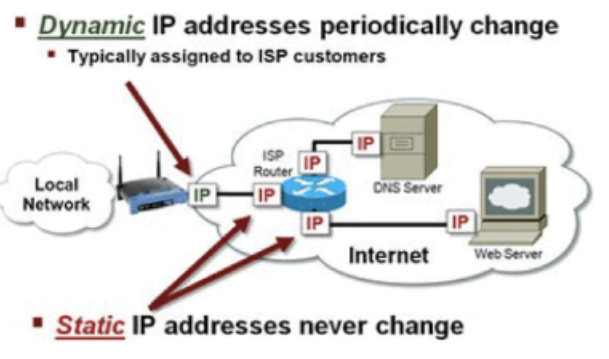 Dynamic IP addresses periodically change
Typically assigned to ISP customers
IP
DNS Server
ISP
Router
IP
Local
Network
IP
IP
IP
IP
Internet
Web Server
Static IP addresses never change